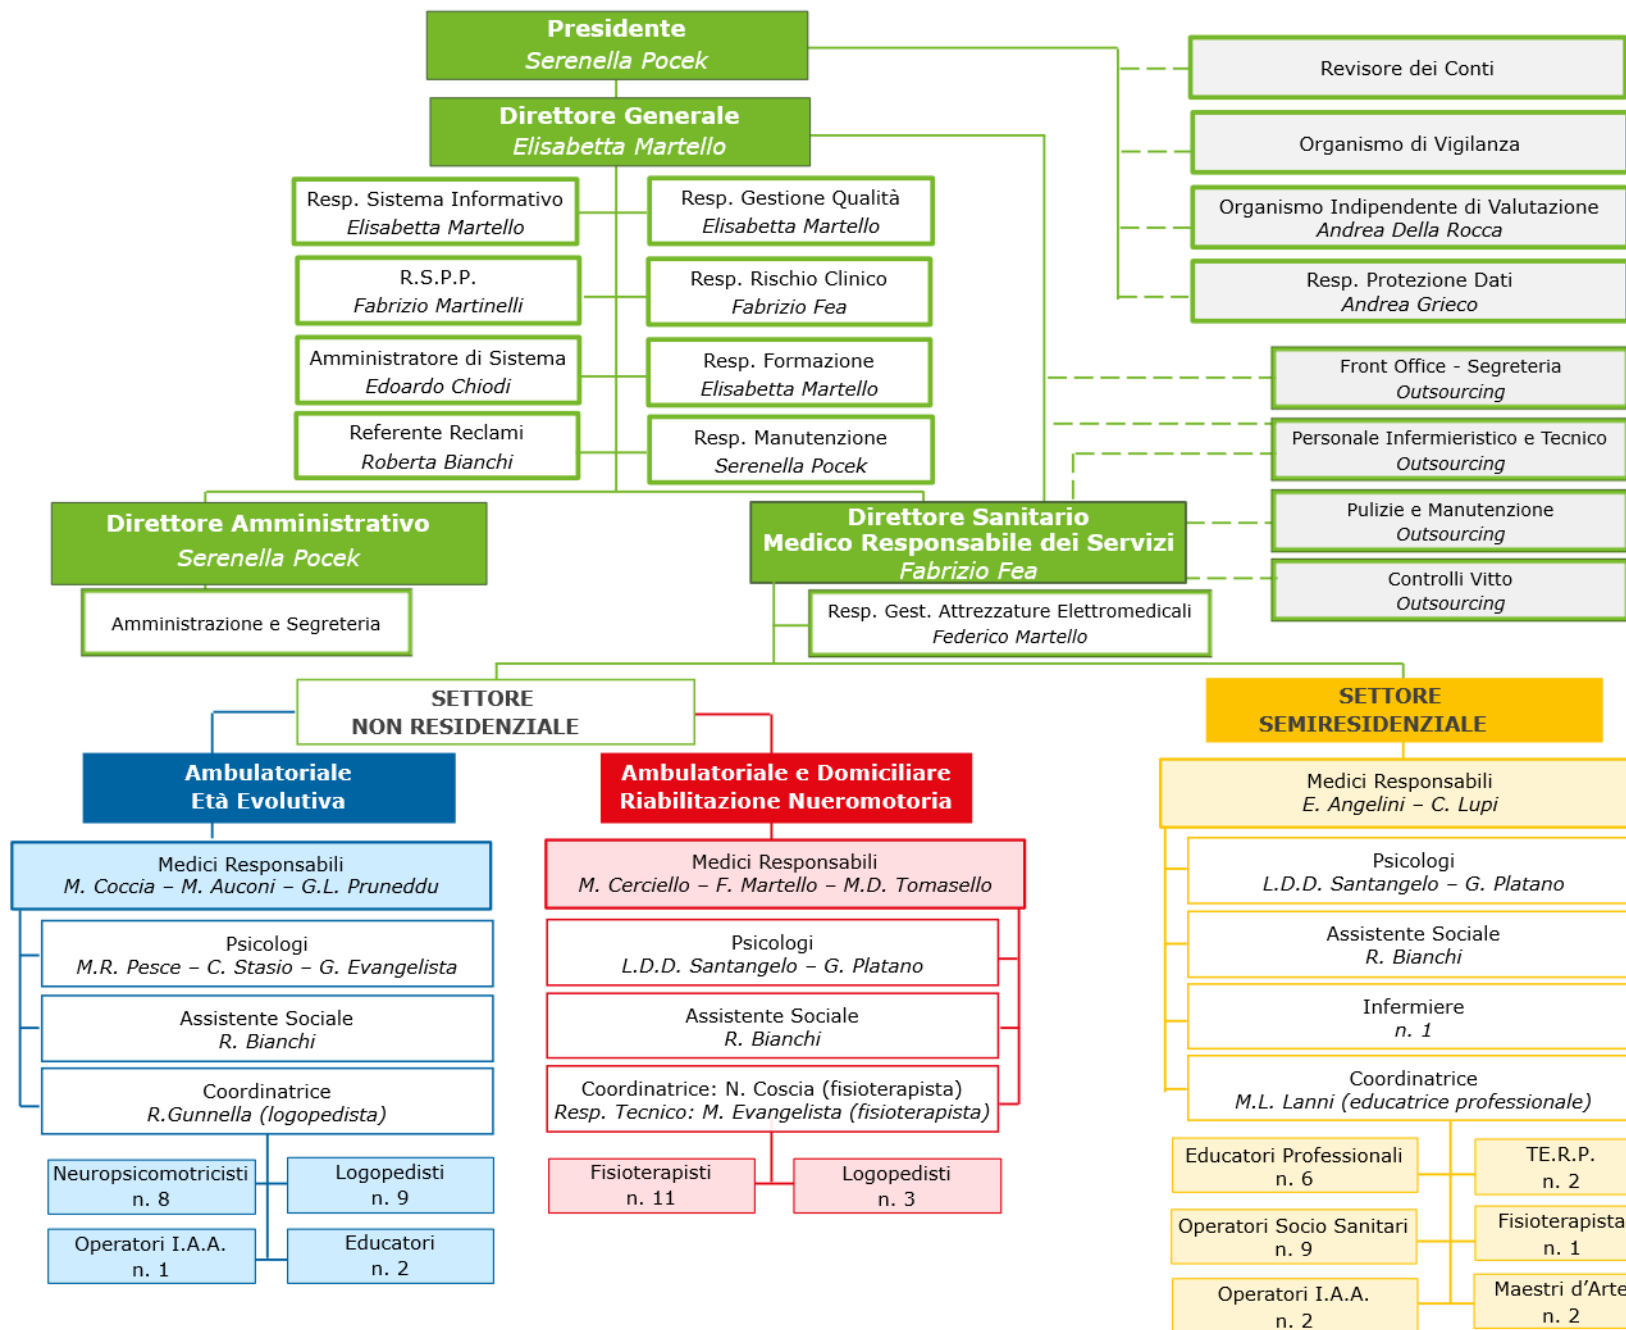 Presidente
Serenella Pocek
Direttore Generale
Elisabetta Martello
Revisore dei Conti
Organismo di Vigilanza
Organismo Indipendente di Valutazione
Andrea Della Rocca
Resp. Protezione Dati
Andrea Grieco
Resp. Sistema Informativo
Elisabetta Martello
Resp. Gestione Qualità
Elisabetta Martello
R.S.P.P.
Fabrizio Martinelli
Resp. Rischio Clinico
Fabrizio Fea
Amministratore di Sistema
Edoardo Chiodi
Resp. Formazione
Elisabetta Martello
Referente Reclami
Roberta Bianchi
Resp. Manutenzione
Serenella Pocek
Front Office - Segreteria
Outsourcing
Personale Infermieristico e Tecnico
Outsourcing
Pulizie e Manutenzione
Outsourcing
Controlli Vitto
Outsourcing
Direttore Amministrativo
Serenella Pocek
Amministrazione e Segreteria
Direttore Sanitario
Medico Responsabile dei Servizi
Fabrizio Fea
Resp. Gest. Attrezzature Elettromedicali
Federico Martello
SETTORE
NON RESIDENZIALE
SETTORE
SEMIRESIDENZIALE
Ambulatoriale
Età Evolutiva
Medici Responsabili
M. Coccia – M. Auconi – G.L. Pruneddu
Psicologi
M.R. Pesce – C. Stasio – G. Evangelista
Assistente Sociale
R. Bianchi
Coordinatrice
R.Gunnella (logopedista)
Neuropsicomotricisti
n. 8
Logopedisti
n. 9
Operatori I.A.A.
n. 1
Educatori
n. 2
Ambulatoriale e Domiciliare
Riabilitazione Nueromotoria
Medici Responsabili
M. Cerciello – F. Martello – M.D. Tomasello
Psicologi
L.D.D. Santangelo – G. Platano
Assistente Sociale
R. Bianchi
Coordinatrice: N. Coscia (fisioterapista)
Resp. Tecnico: M. Evangelista (fisioterapista)
Fisioterapisti
n. 11
Logopedisti
n. 3
Medici Responsabili
E. Angelini – C. Lupi
Psicologi
L.D.D. Santangelo – G. Platano
Assistente Sociale
R. Bianchi
Infermiere
n. 1
Coordinatrice
M.L. Lanni (educatrice professionale)
Educatori Professionali
n. 6
TE.R.P.
n. 2
Operatori Socio Sanitari
n. 9
Fisioterapista
n. 1
Operatori I.A.A.
n. 2
Maestri d'Arte
n. 2